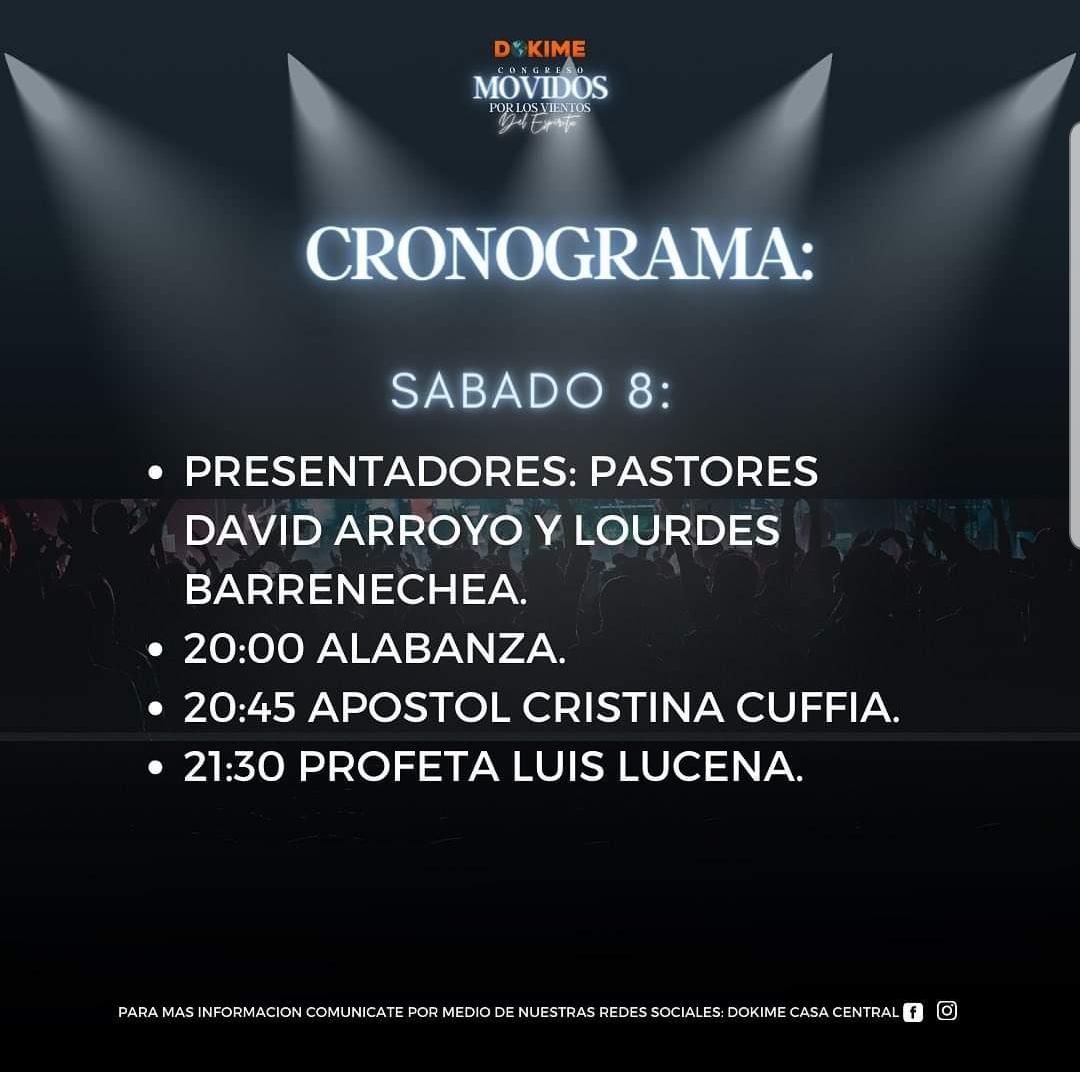 DOKIME
CONGRESO
MOVIDOS
POR LOS VIENTOS
Del Espiritu
CRONOGRAMA:
SABADO 8:
• PRESENTADORES: PASTORES
DAVID ARROYO Y LOURDES
BARRENECHEA.
• 20:00 ALABANZA.
• 20:45 APOSTOL CRISTINA CUFFIA.
• 21:30 PROFETA LUIS LUCENA.
PARA MAS INFORMACION COMUNICATE POR MEDIO DE NUESTRAS REDES SOCIALES: DOKIME CASA CENTRAL